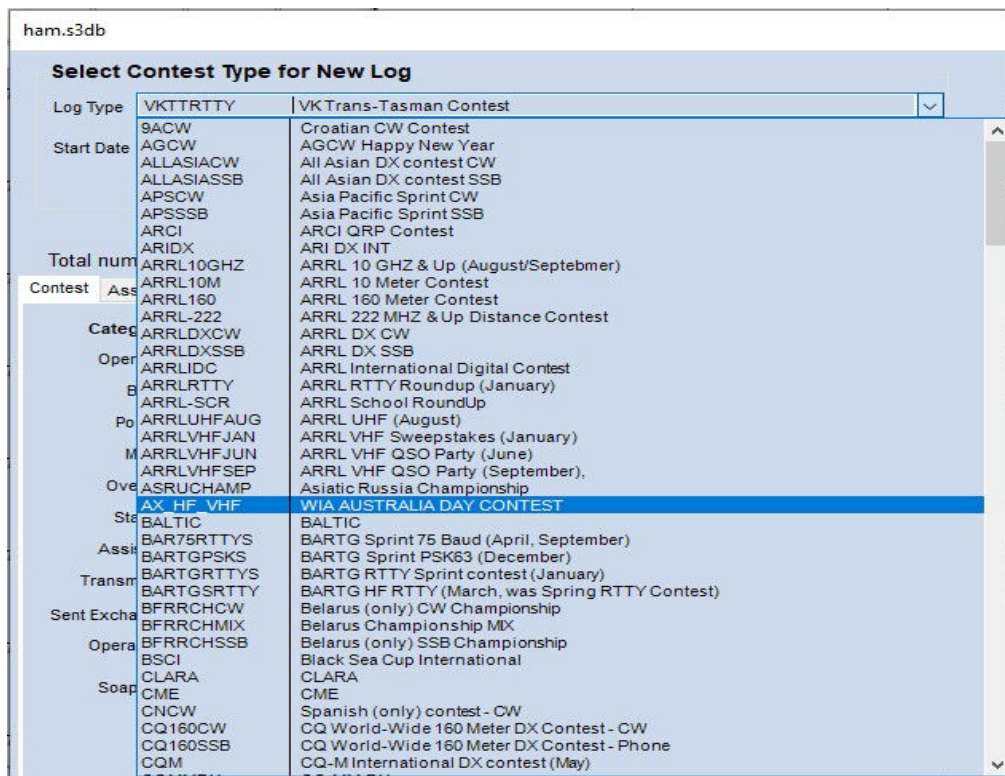 ham.s3db
Select Contest Type for New Log
Log Type VKTTRTTY VK Trans-Tasman Contest
9ACW Croatian CW Contest
Start Date AGCW AGCW Happy New Year
ALLASIACW All Asian DX contest CW
ALLASIASSB All Asian DX contest SSB
APSCW Asia Pacific Sprint CW
APSSSB Asia Pacific Sprint SSB
ARCI ARCI QRP Contest
ARIDX ARI DX INT
Total num ARRL10GHZ ARRL 10 GHZ & Up (August/Septebmer)
Contest Ass ARRL10M ARRL 10 Meter Contest
ARRL160 ARRL 160 Meter Contest
ARRL-222 ARRL 222 MHZ & Up Distance Contest
Categ ARRLDXCW ARRL DX CW
Oper ARRLDXSSB ARRL DX SSB
ARRLIDC ARRL International Digital Contest
B ARRLRTTY ARRL RTTY Roundup (January)
ARRL-SCR ARRL School RoundUp
Po ARRLUHFAUG ARRL UHF (August)
ARRLVHFJAN ARRL VHF Sweepstakes (January)
M ARRLVHFJUN ARRL VHF QSO Party (June)
ARRLVHFSEP ARRL VHF QSO Party (September),
Ove ASRUCHAMP Asiatic Russia Championship
AX_HF_VHF WIA AUSTRALIA DAY CONTEST
Sta BALTIC BALTIC
BAR75RTTYS BARTG Sprint 75 Baud (April, September)
Assi BARTGPSKS BARTG Sprint PSK63 (December)
Transm BARTGRTTYS BARTG RTTY Sprint contest (January)
BARTGSRTTY BARTG HF RTTY (March, was Spring RTTY Contest)
Sent Excha BFRRCHCW Belarus (only) CW Championship
BFRRCHMIX Belarus Championship MIX
Opera BFRRCHSSB Belarus (only) SSB Championship
BSCI Black Sea Cup International
CLARA CLARA
Soap CME CME
CNCW Spanish (only) contest - CW
CQ160CW CQ World-Wide 160 Meter DX Contest - CW
CQ160SSB CQ World-Wide 160 Meter DX Contest - Phone
CQM CQ-M International DX contest (May)